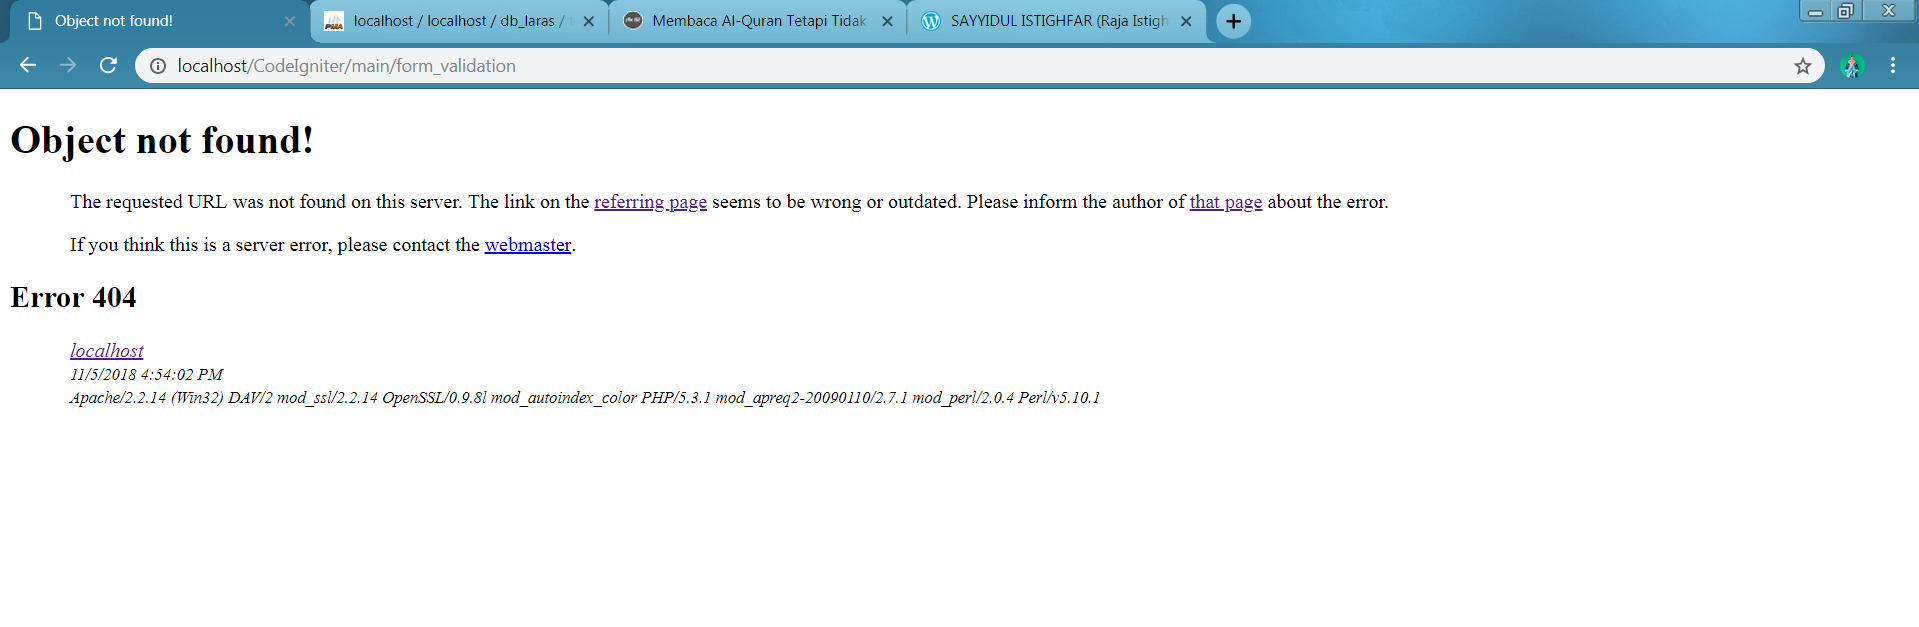 Object not found!
localhost / localhost / db_laras /
Membaca Al-Quran Tetapi Tidak
SAYYIDUL ISTIGHFAR (Raja Istigh
localhost/CodeIgniter/main/form_validation
Object not found!
The requested URL was not found on this server. The link on the referring page seems to be wrong or outdated. Please inform the author of that page about the error.
If you think this is a server error, please contact the webmaster.
Error 404
localhost
11/5/2018 4:54:02 PM
Apache/2.2.14 (Win32) DAV/2 mod_ssl/2.2.14 OpenSSL/0.9.8l mod_autoindex_color PHP/5.3.1 mod_apreq2-20090110/2.7.1 mod_perl/2.0.4 Perl/v5.10.1